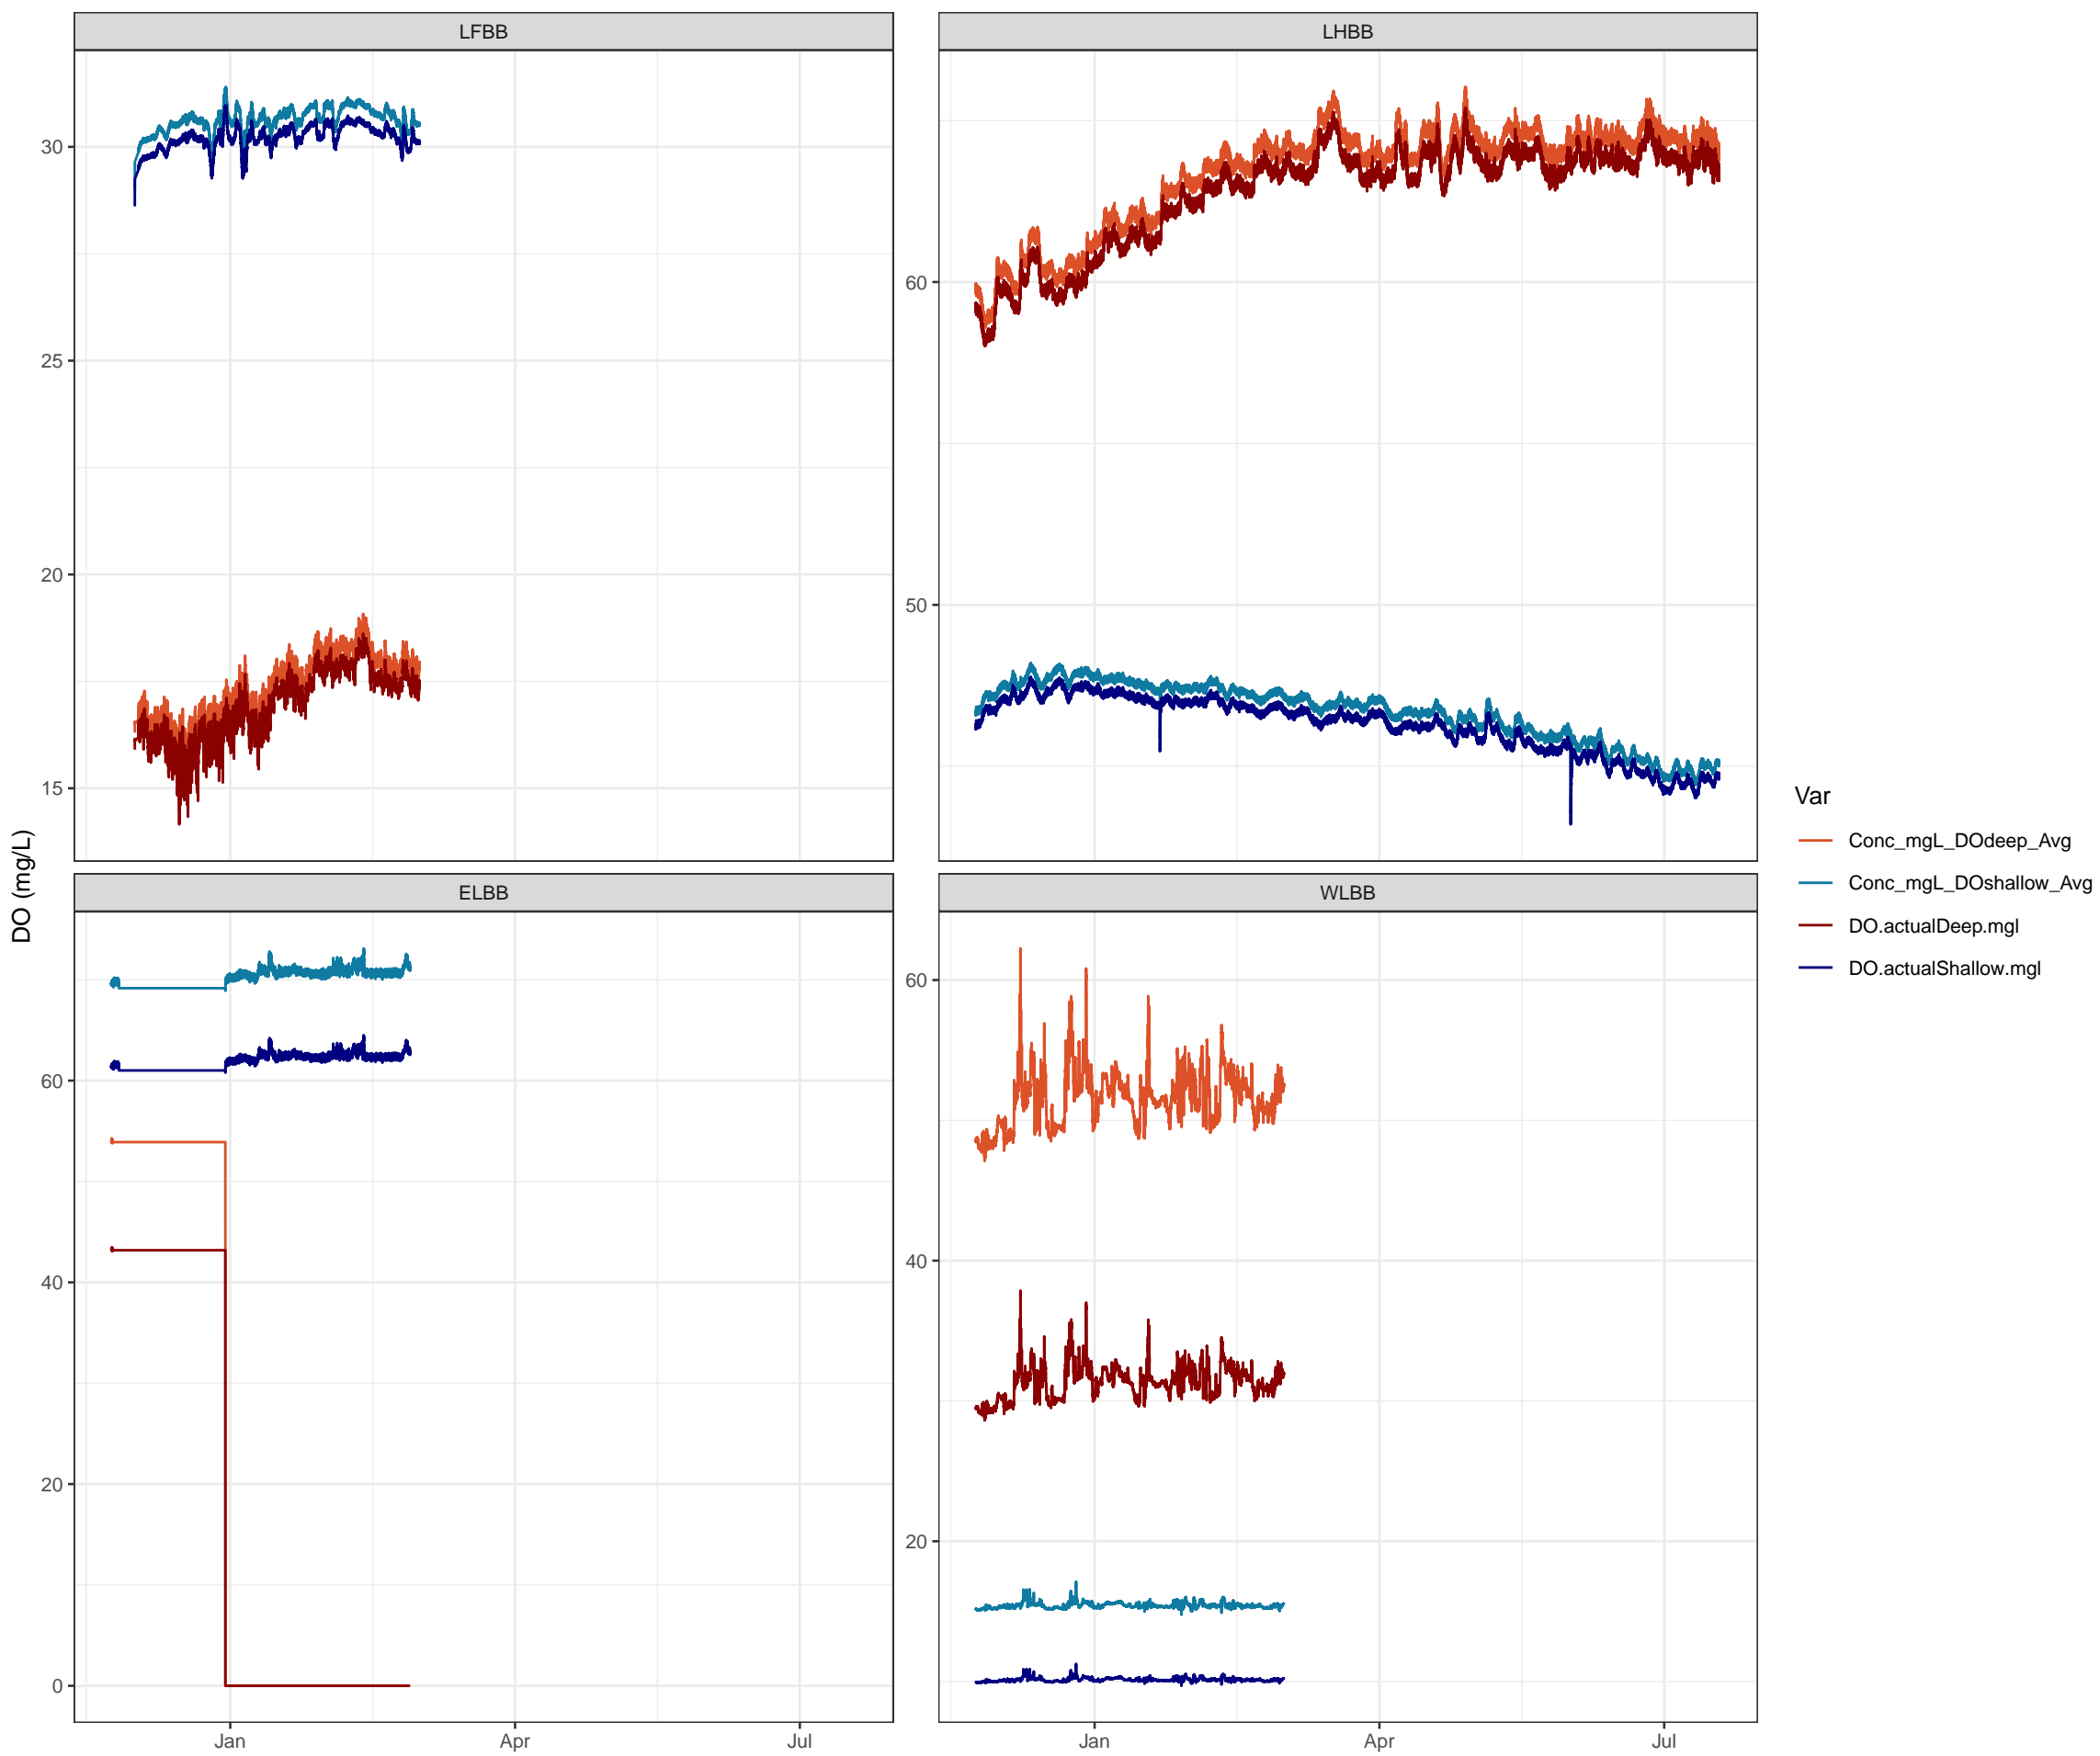 LFBB
LHBB
30
25
20
15
60
50
DO (mg/L)
ELBB
WLBB
60
40
20
0
60
40
20
Jan
Apr
Jul
Jan
Apr
Jul
Var
Conc_mgL_DOdeep_Avg
Conc_mgL_DOshallow_Avg
DO.actualDeep.mgl
DO.actualShallow.mgl